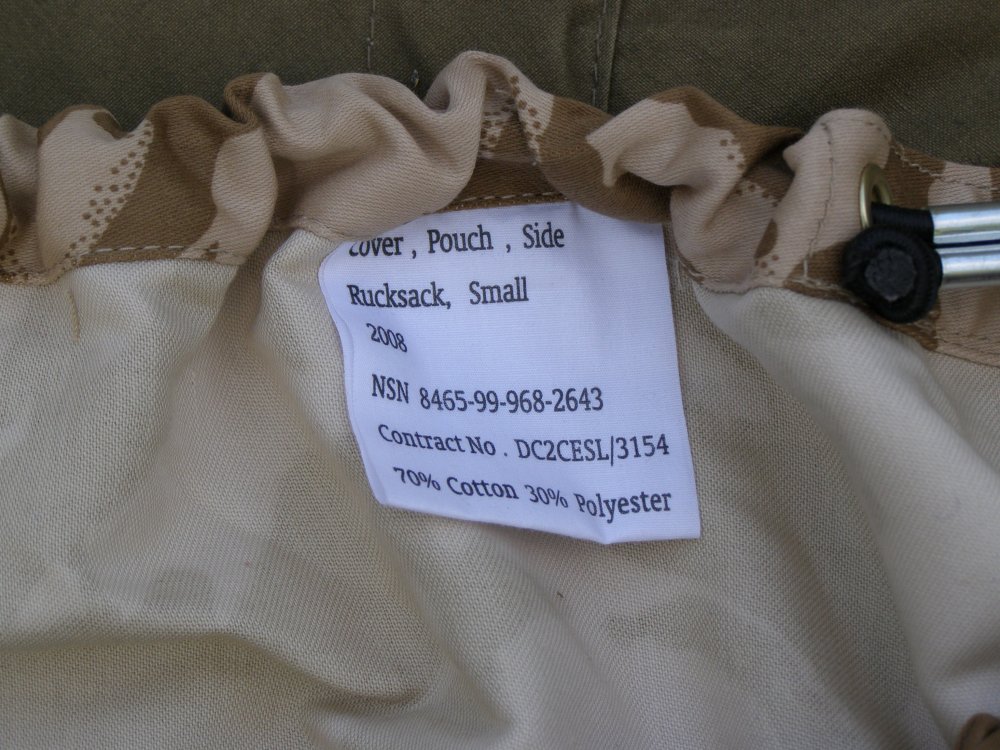 Cover , Pouch , Side
Rucksack, Small
2008
NSN 8465-99-968-2643
Contract No . DC2CESL/3154
70% Cotton 30% Polyester